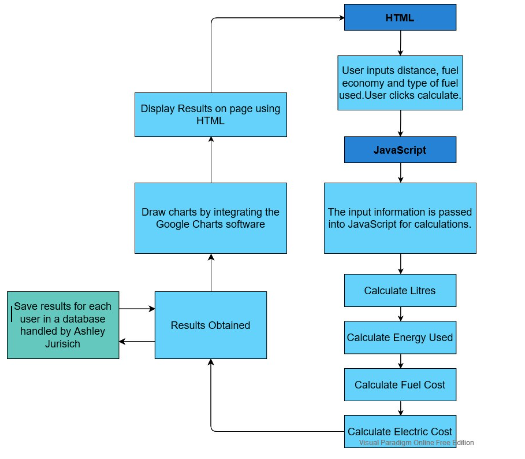 HTML
User inputs distance, fuel
economy and type of fuel
used.User clicks calculate.
JavaScript
The input information is passed
into JavaScript for calculations.
Calculate Litres
Calculate Energy Used
Calculate Fuel Cost
Calculate Electric Cost
Results Obtained
Save results for each
user in a database
handled by Ashley
Jurisich
Draw charts by integrating the
Google Charts software
Display Results on page using
HTML
Visual Paradigm Online Free Edition